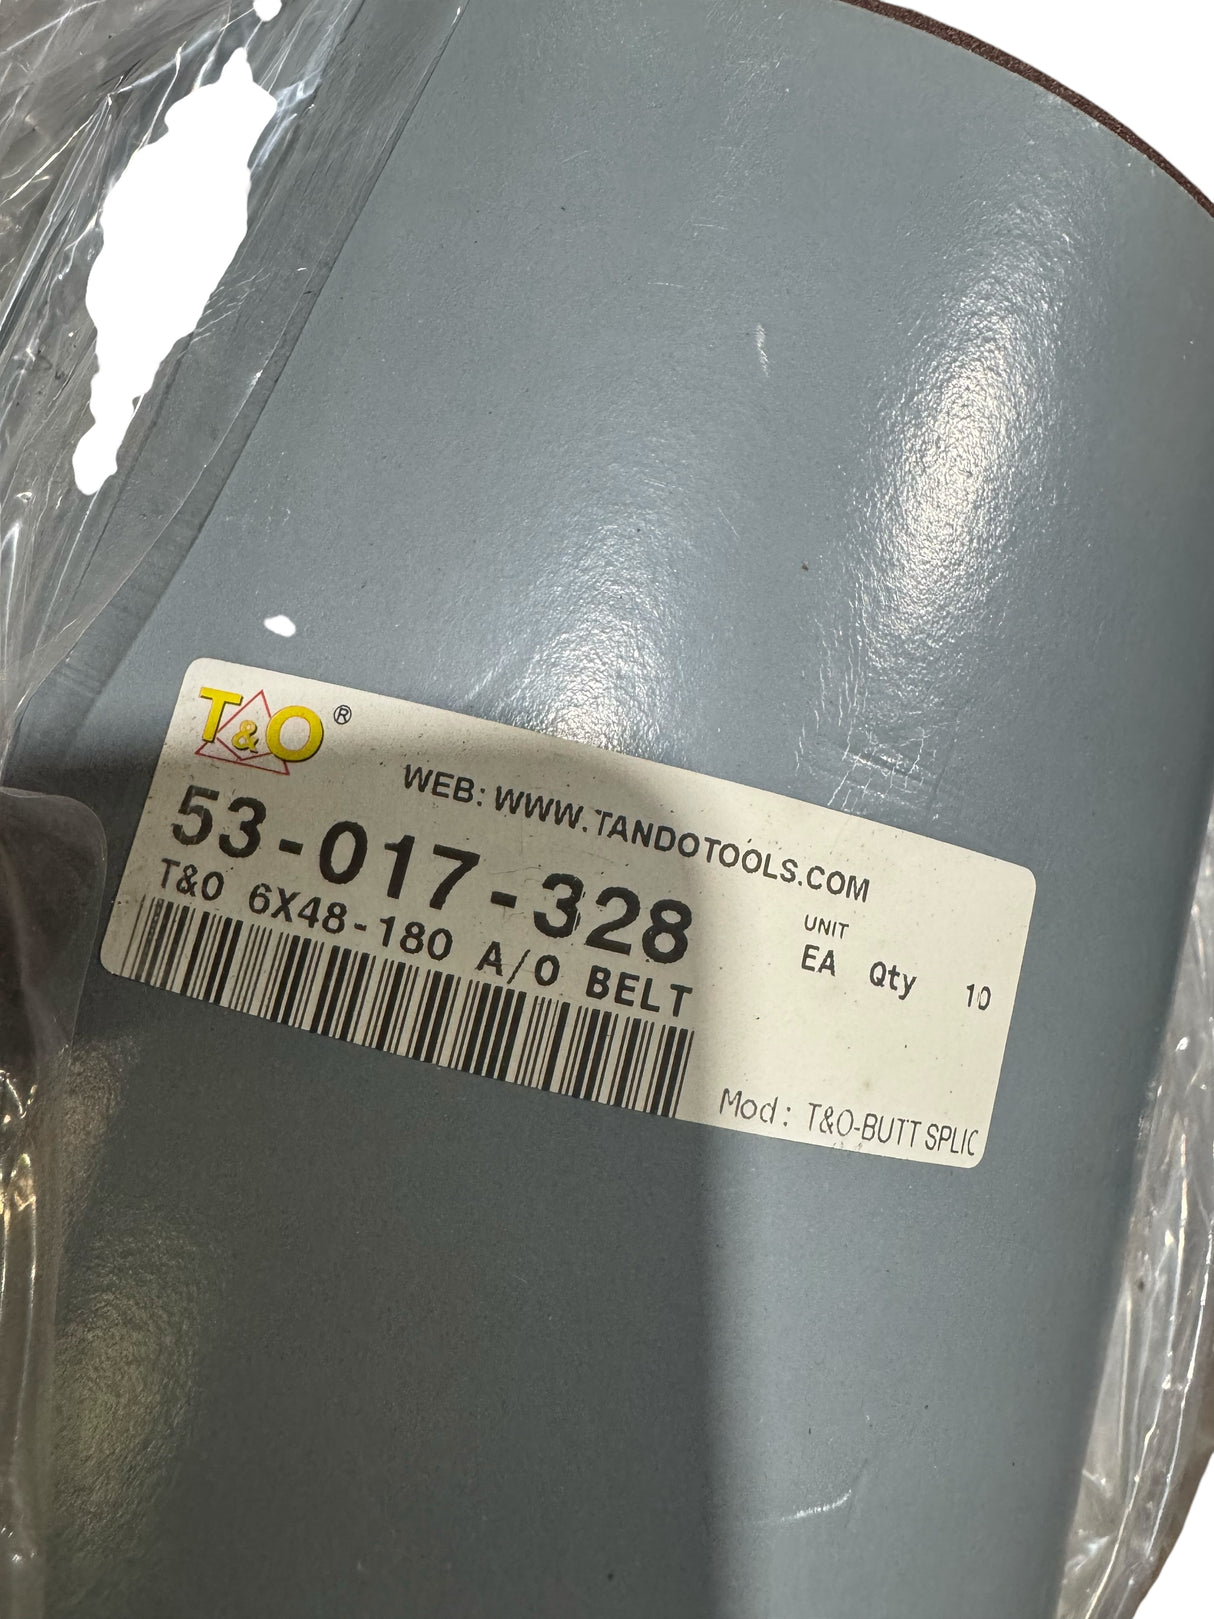 T&O®
WEB: WWW.TANDOTOOLS.COM
53-017-328
T&O 6X48-180 A/O BELT
UNIT
EA Qty 10
Mod: T&O-BUTT SPLIC